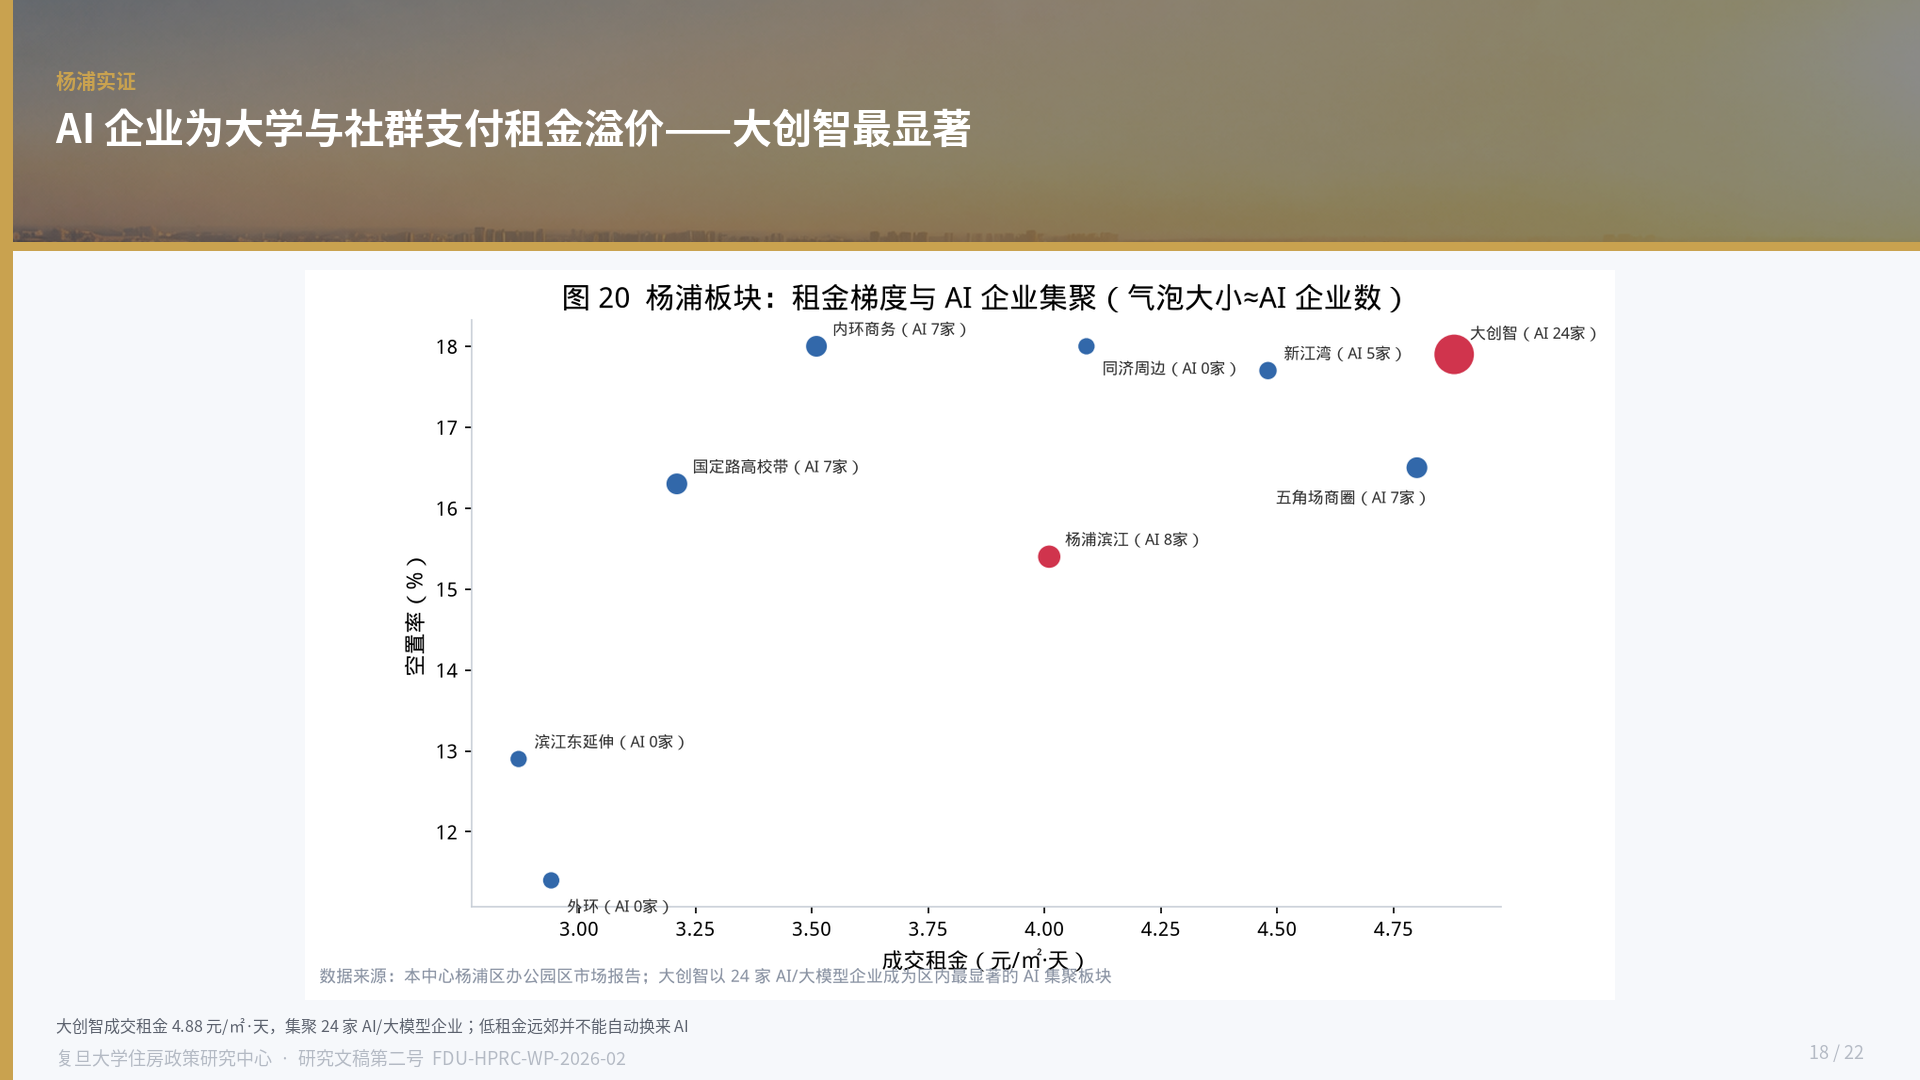 杨浦实证
AI 企业为大学与社群支付租金溢价——大创智最显著
图 20 杨浦板块：租金梯度与 AI 企业集聚（气泡大小≈AI 企业数）
内环商务（AI 7家）
大创智（AI 24家）
同济周边（AI 0家）
新江湾（AI 5家）
国定路高校带（AI 7家）
五角场商圈（AI 7家）
杨浦滨江（AI 8家）
滨江东延伸（AI 0家）
外环（AI 0家）
空置率（%）
18
17
16
15
14
13
12
3.00 3.25 3.50 3.75 4.00 4.25 4.50 4.75
成交租金（元/㎡·天）
数据来源：本中心杨浦区办公园区市场报告；大创智以 24 家 AI/大模型企业成为区内最显著的 AI 集聚板块
大创智成交租金 4.88 元/㎡·天，集聚 24 家 AI/大模型企业；低租金远郊并不能自动换来 AI
复旦大学住房政策研究中心 · 研究文稿第二号 FDU-HPRC-WP-2026-02
18 / 22